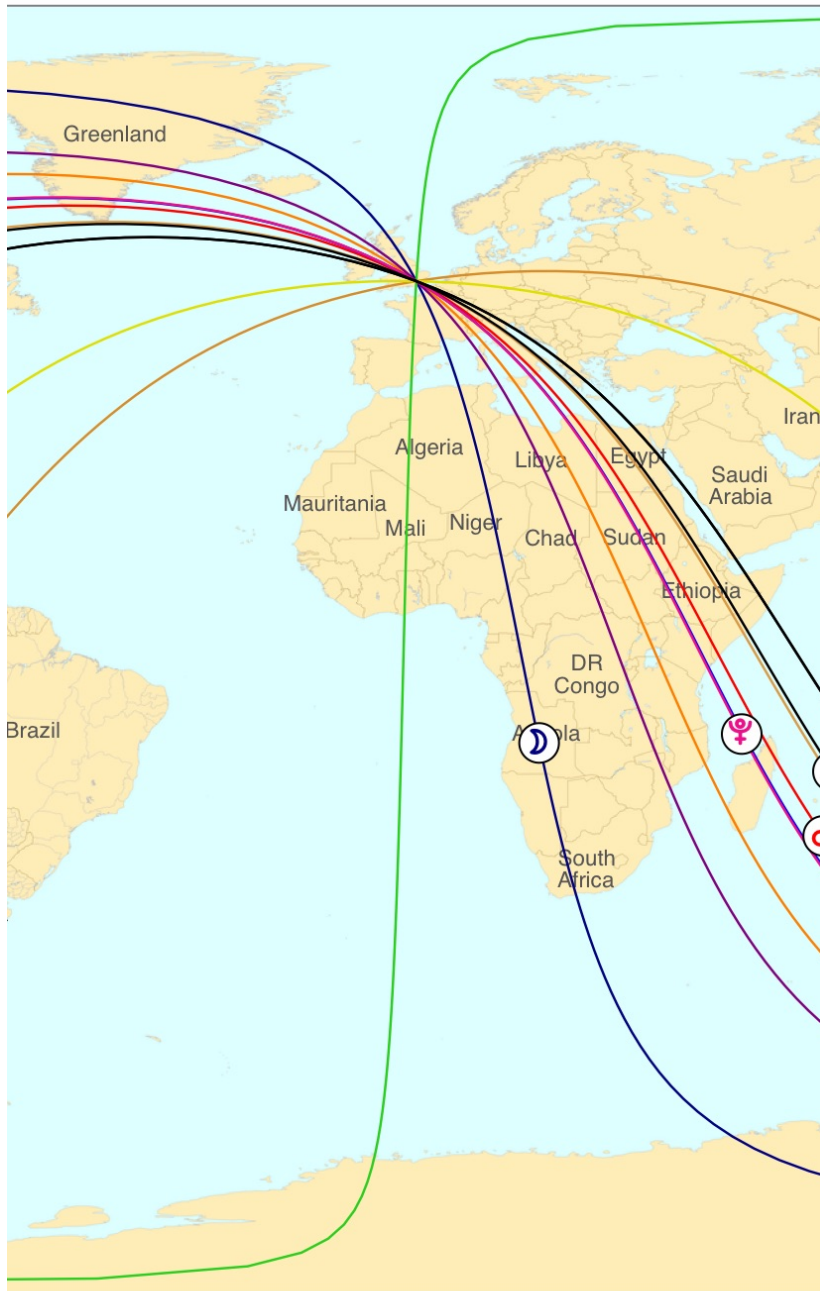 Greenland
Iran
Algeria
Libya
Egypt
Saudi
Arabia
Mauritania
Mali
Niger
Chad
Sudan
Ethiopia
DR
Congo
Brazil
South
Africa